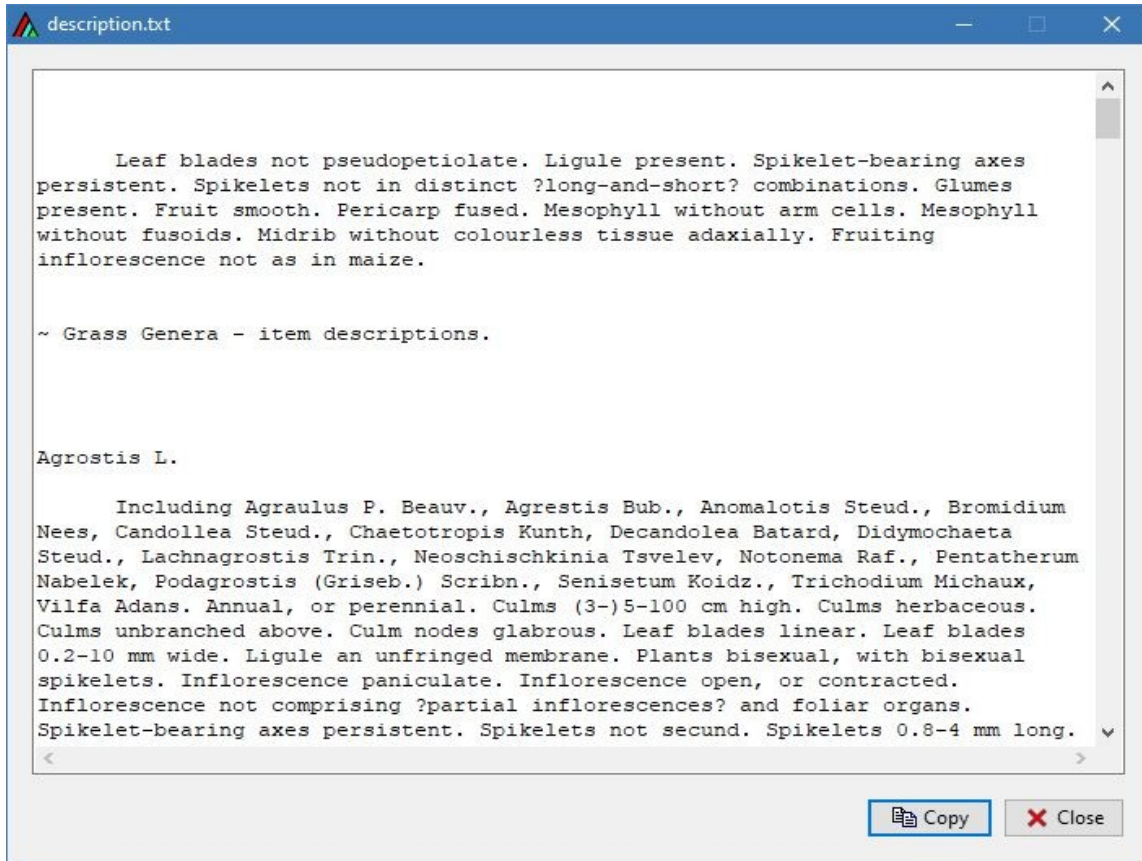 description.txt
Leaf blades not pseudopetiolate. Ligule present. Spikelet-bearing axes
persistent. Spikelets not in distinct ?long-and-short? combinations. Glumes
present. Fruit smooth. Pericarp fused. Mesophyll without arm cells. Mesophyll
without fusoids. Midrib without colourless tissue adaxially. Fruiting
inflorescence not as in maize.
~ Grass Genera - item descriptions.
Agrostis L.
Including Agraulus P. Beauv., Agrestis Bub., Anomalotis Steud., Bromidium
Nees, Candollea Steud., Chaetotropis Kunth, Decandolea Batard, Didymochaeta
Steud., Lachnagrostis Trin., Neoschischkinia Tsvelev, Notonema Raf., Pentatherum
Nabelek, Podagrostis (Griseb.) Scribn., Senisetum Koidz., Trichodium Michaux,
Vilfa Adans. Annual, or perennial. Culms (3-)5-100 cm high. Culms herbaceous.
Culms unbranched above. Culm nodes glabrous. Leaf blades linear. Leaf blades
0.2-10 mm wide. Ligule an unfringed membrane. Plants bisexual, with bisexual
spikelets. Inflorescence paniculate. Inflorescence open, or contracted.
Inflorescence not comprising ?partial inflorescences? and foliar organs.
Spikelet-bearing axes persistent. Spikelets not secund. Spikelets 0.8-4 mm long.
Copy
Close